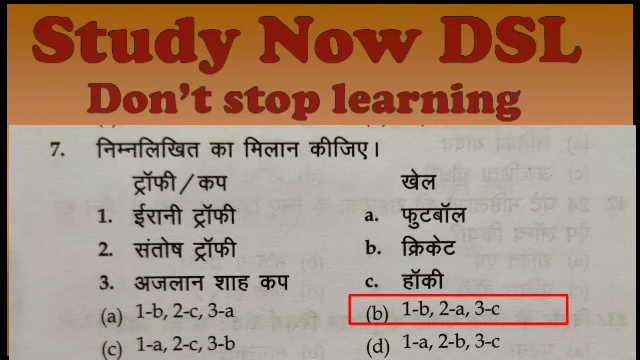 Study Now DSL
Don't stop learning
7. निम्नलिखित का मिलान कीजिए।
ट्रॉफी/कप खेल
1. ईरानी ट्रॉफी a. फुटबॉल
2. संतोष ट्रॉफी b. क्रिकेट
3. अजलान शाह कप c. हॉकी
(a) 1-b, 2-c, 3-a (b) 1-b, 2-a, 3-c
(c) 1-a, 2-c, 3-b (d) 1-a, 2-b, 3-c